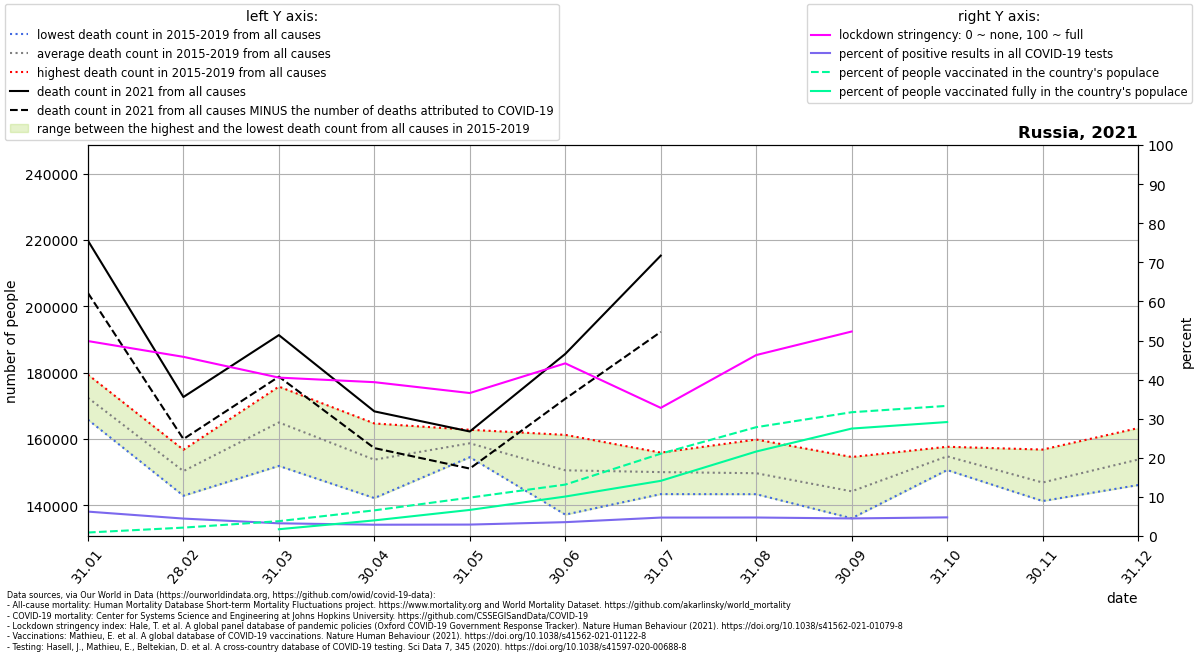 left Y axis:
lowest death count in 2015-2019 from all causes
average death count in 2015-2019 from all causes
highest death count in 2015-2019 from all causes
death count in 2021 from all causes
death count in 2021 from all causes MINUS the number of deaths attributed to COVID-19
range between the highest and the lowest death count from all causes in 2015-2019
right Y axis:
lockdown stringency: 0 ~ none, 100 ~ full
percent of positive results in all COVID-19 tests
percent of people vaccinated in the country's populace
percent of people vaccinated fully in the country's populace
Russia, 2021
number of people
240000
220000
200000
180000
160000
140000
100
90
80
70
60
50
40
30
20
10
0
percent
31.01
28.02
31.03
30.04
31.05
30.06
31.07
31.08
30.09
31.10
30.11
31.12
date
Data sources, via Our World in Data (https://ourworldindata.org, https://github.com/owid/covid-19-data):
- All-cause mortality: Human Mortality Database Short-term Mortality Fluctuations project. https://www.mortality.org and World Mortality Dataset. https://github.com/akarlinsky/world_mortality
- COVID-19 mortality: Center for Systems Science and Engineering at Johns Hopkins University. https://github.com/CSSEGISandData/COVID-19
- Lockdown stringency index: Hale, T. et al. A global panel database of pandemic policies (Oxford COVID-19 Government Response Tracker). Nature Human Behaviour (2021). https://doi.org/10.1038/s41562-021-01079-8
- Vaccinations: Mathieu, E. et al. A global database of COVID-19 vaccinations. Nature Human Behaviour (2021). https://doi.org/10.1038/s41562-021-01122-8
- Testing: Hasell, J., Mathieu, E., Beltekian, D. et al. A cross-country database of COVID-19 testing. Sci Data 7, 345 (2020). https://doi.org/10.1038/s41597-020-00688-8